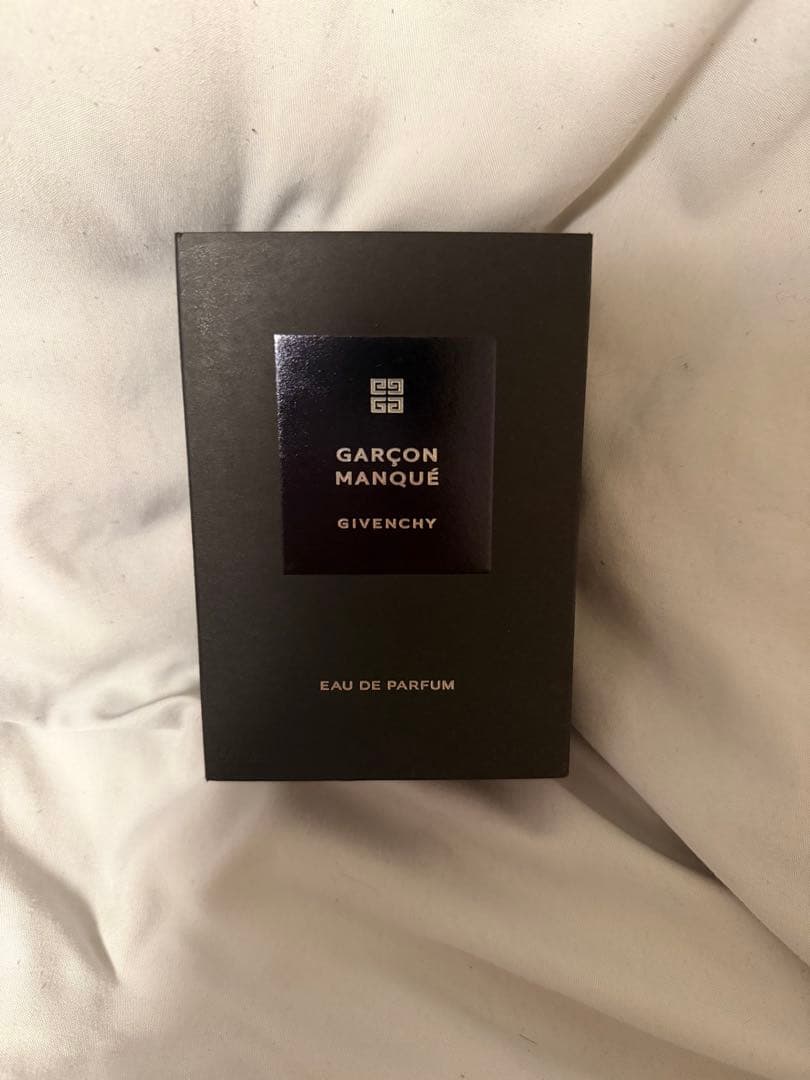 GARÇON
MANQUÉ
GIVENCHY
EAU DE PARFUM